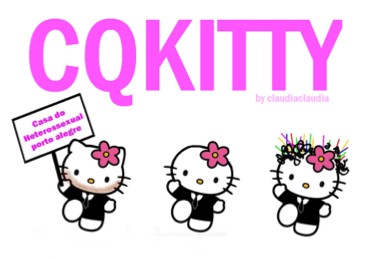 CQKITTY
by claudiaclaudia
Casa do
Heterossexual
porto alegre